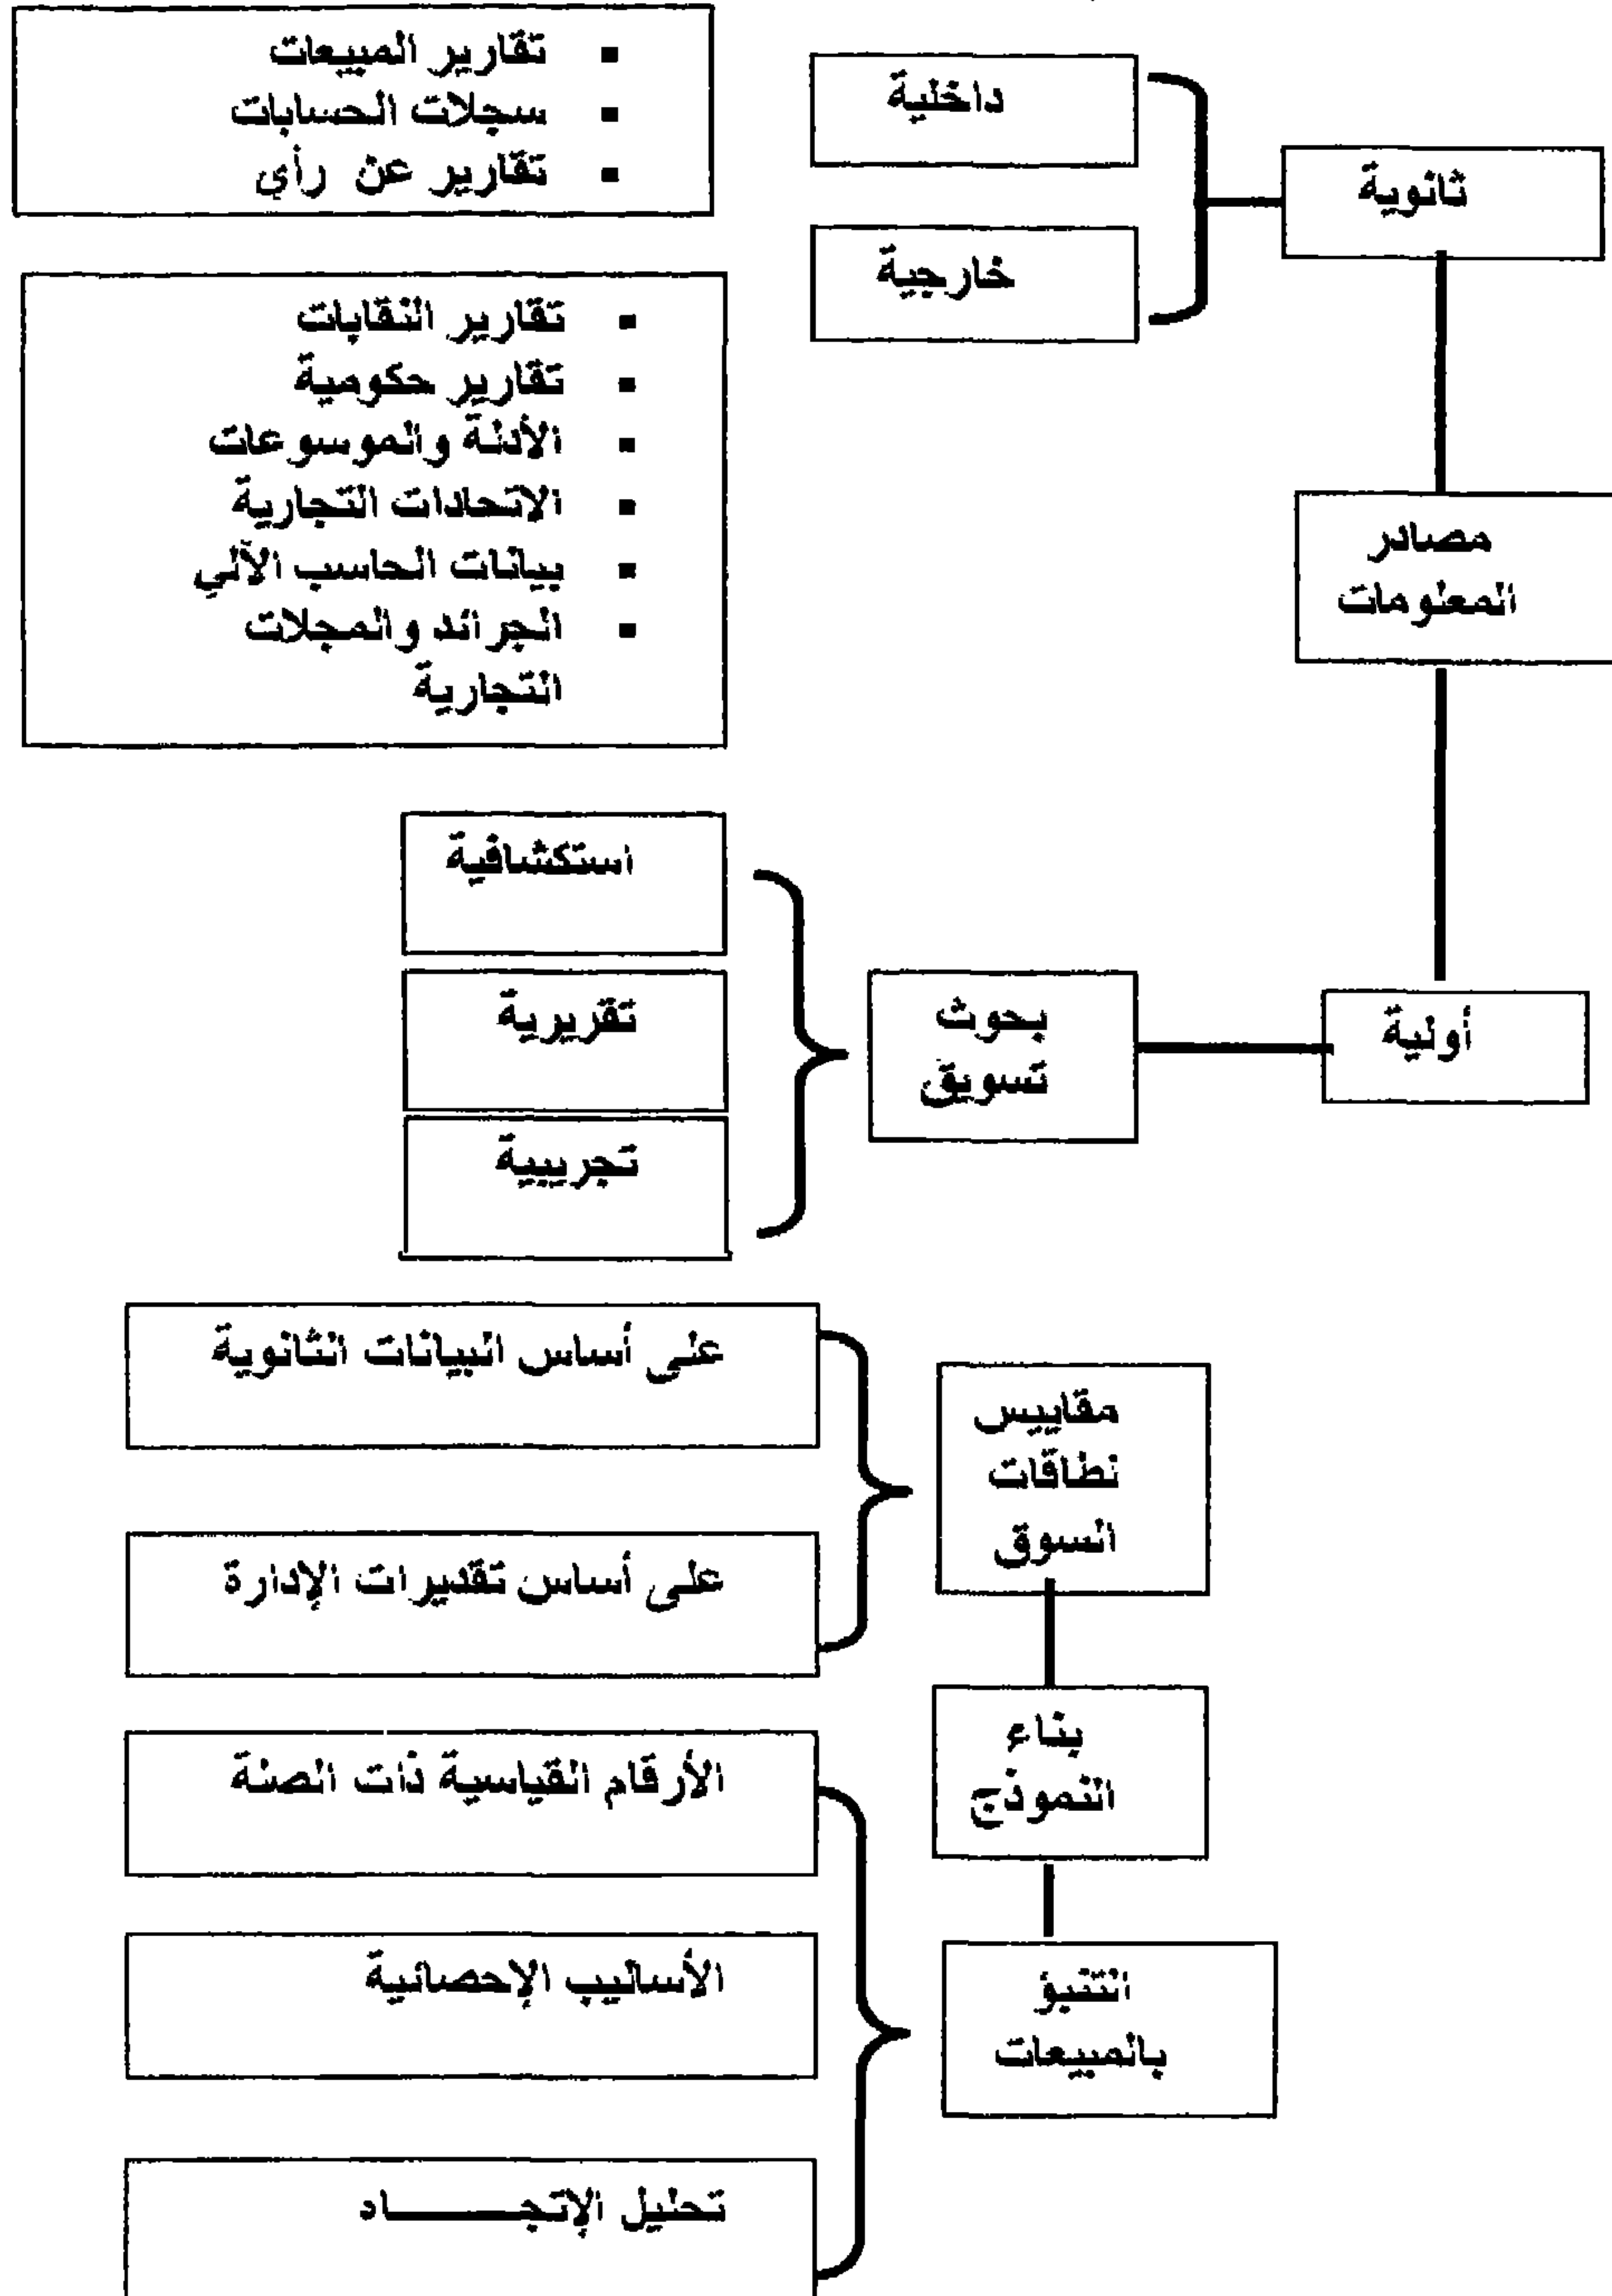 ثانوية
داخلية
▪ تقارير المبيعات
▪ سجلات الحسابات
▪ تقارير عن رأي
خارجية
▪ تقارير النقابات
▪ تقارير حكومية
▪ الأدلة والموسوعات
▪ الاتحادات التجارية
▪ بيانات الحاسب الآلي
▪ الجرائد والمجلات
التجارية
مصادر
المعلومات
أولية
بحوث
تسويق
استكشافية
تقريرية
تجريبية
مقاييس
نطاقات
السوق
على أساس البيانات الثانوية
على أساس تقديرات الإدارة
بناء
النموذج
التنبؤ
بالمبيعات
الأرقام القياسية ذات الصلة
الأساليب الإحصائية
تحليل الإتجـــــــاه